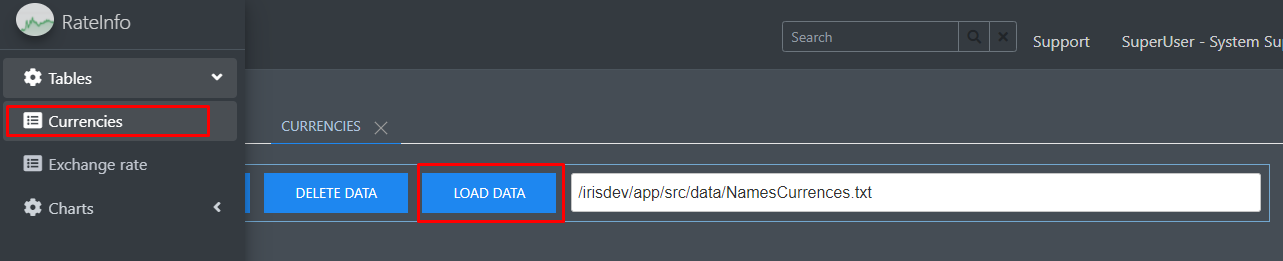 RateInfo
Search
Support
SuperUser - System Su
Tables
Currencies
CURRENCIES
Exchange rate
DELETE DATA
LOAD DATA
/irisdev/app/src/data/NamesCurrences.txt
Charts